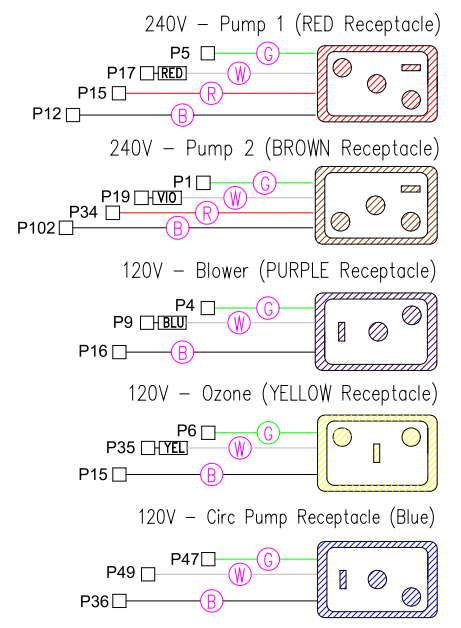 240V - Pump 1 (RED Receptacle)
P5 G
P17 RED W
P15 R
P12 B
240V - Pump 2 (BROWN Receptacle)
P1 G
P19 VIO W
P34 R
P102 B
120V - Blower (PURPLE Receptacle)
P4 G
P9 BLU W
P16 B
120V - Ozone (YELLOW Receptacle)
P6 G
P35 YEL W
P15 B
120V - Circ Pump Receptacle (Blue)
P47 G
P49 W
P36 B